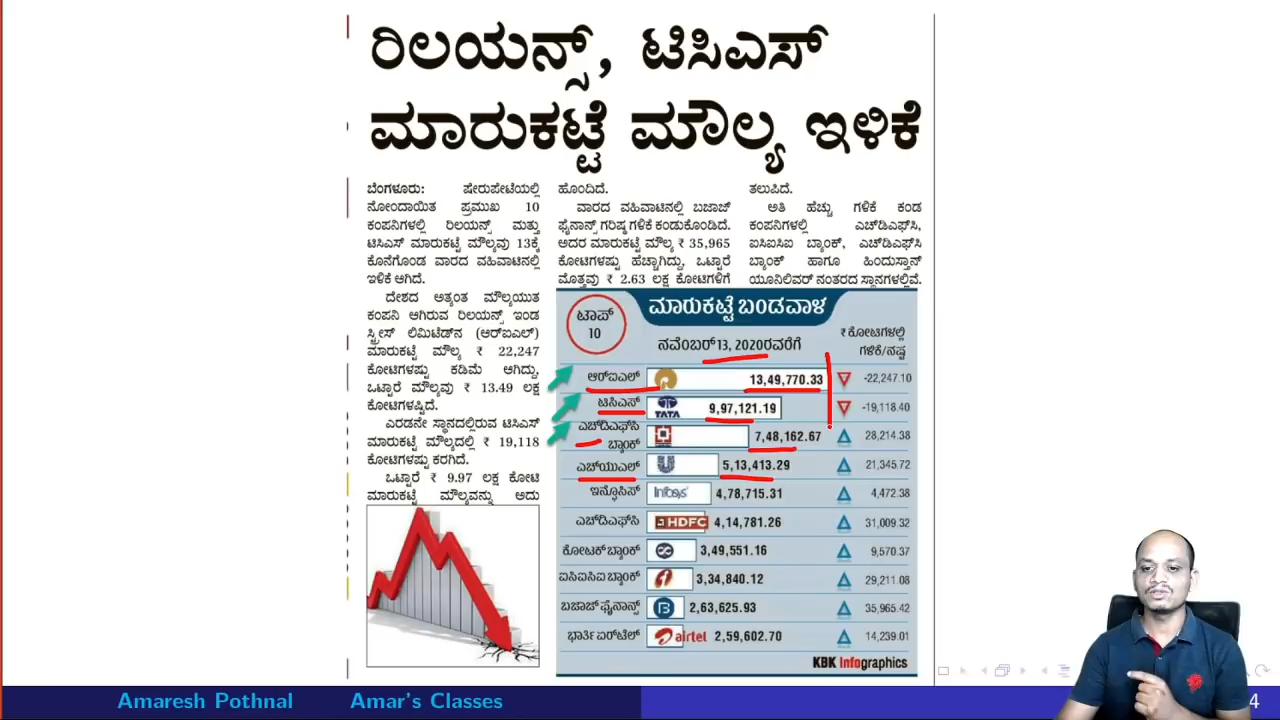 ರಿಲಯನ್ಸ್, ಟಿಸಿಎಸ್
ಮಾರುಕಟ್ಟೆ ಮೌಲ್ಯ ಇಳಿಕೆ
ಬೆಂಗಳೂರು: ಷೇರುಪೇಟೆಯಲ್ಲಿ
ನೋಂದಾಯಿತ ಪ್ರಮುಖ 10
ಕಂಪನಿಗಳಲ್ಲಿ ರಿಲಯನ್ಸ್ ಮತ್ತು
ಟಿಸಿಎಸ್ ಮಾರುಕಟ್ಟೆ ಮೌಲ್ಯವು 13ಕ್ಕೆ
ಕೊನೆಗೊಂಡ ವಾರದ ವಹಿವಾಟಿನಲ್ಲಿ
ಇಳಿಕೆ ಆಗಿದೆ.
ದೇಶದ ಅತ್ಯಂತ ಮೌಲ್ಯಯುತ
ಕಂಪನಿ ಆಗಿರುವ ರಿಲಯನ್ಸ್ ಇಂಡ
ಸ್ಟ್ರೀಸ್ ಲಿಮಿಟೆಡ್‌ನ (ಆರ್‌ಐಎಲ್)
ಮಾರುಕಟ್ಟೆ ಮೌಲ್ಯ ₹ 22,247
ಕೋಟಿಗಳಷ್ಟು ಕಡಿಮೆ ಆಗಿದ್ದು,
ಒಟ್ಟಾರೆ ಮೌಲ್ಯವು ₹ 13.49 ಲಕ್ಷ
ಕೋಟಿಗಳಷ್ಟಿದೆ.
ಎರಡನೇ ಸ್ಥಾನದಲ್ಲಿರುವ ಟಿಸಿಎಸ್
ಮಾರುಕಟ್ಟೆ ಮೌಲ್ಯದಲ್ಲಿ ₹ 19,118
ಕೋಟಿಗಳಷ್ಟು ಕರಗಿದೆ.
ಒಟ್ಟಾರೆ ₹ 9.97 ಲಕ್ಷ ಕೋಟಿ
ಮಾರುಕಟ್ಟೆ ಮೌಲ್ಯವನ್ನು ಅದು
ಹೊಂದಿದೆ.
ವಾರದ ವಹಿವಾಟಿನಲ್ಲಿ ಬಜಾಜ್
ಫೈನಾನ್ಸ್ ಗರಿಷ್ಠ ಗಳಿಕೆ ಕಂಡುಕೊಂಡಿದೆ.
ಅದರ ಮಾರುಕಟ್ಟೆ ಮೌಲ್ಯ ₹ 35,965
ಕೋಟಿಗಳಷ್ಟು ಹೆಚ್ಚಾಗಿದ್ದು, ಒಟ್ಟಾರೆ
ಮೊತ್ತವು ₹ 2.63 ಲಕ್ಷ ಕೋಟಿಗಳಿಗೆ
ತಲುಪಿದೆ.
ಅತಿ ಹೆಚ್ಚು ಗಳಿಕೆ ಕಂಡ
ಕಂಪನಿಗಳಲ್ಲಿ ಎಚ್‌ಡಿಎಫ್‌ಸಿ,
ಐಸಿಐಸಿಐ ಬ್ಯಾಂಕ್, ಎಚ್‌ಡಿಎಫ್‌ಸಿ
ಬ್ಯಾಂಕ್ ಹಾಗೂ ಹಿಂದುಸ್ತಾನ್
ಯೂನಿಲಿವರ್ ನಂತರದ ಸ್ಥಾನಗಳಲ್ಲಿವೆ.
ಟಾಪ್
10
ಮಾರುಕಟ್ಟೆ ಬಂಡವಾಳ
ನವೆಂಬರ್ 13, 2020ರವರೆಗೆ
₹ ಕೋಟಿಗಳಲ್ಲಿ
ಗಳಿಕೆ/ನಷ್ಟ
ಆರ್‌ಐಎಲ್ 13,49,770.33 -22,247.10
ಟಿಸಿಎಸ್ TATA 9,97,121.19 -19,118.40
ಎಚ್‌ಡಿಎಫ್‌ಸಿ
ಬ್ಯಾಂಕ್ 7,48,162.67 28,214.38
ಎಚ್‌ಯುಎಲ್ 5,13,413.29 21,345.72
ಇನ್ಫೊಸಿಸ್ Infosys 4,78,715.31 4,472.38
ಎಚ್‌ಡಿಎಫ್‌ಸಿ HDFC 4,14,781.26 31,009.32
ಕೋಟಕ್ ಬ್ಯಾಂಕ್ 3,49,551.16 9,570.37
ಐಸಿಐಸಿಐ ಬ್ಯಾಂಕ್ 3,34,840.12 29,211.08
ಬಜಾಜ್ ಫೈನಾನ್ಸ್ B 2,63,625.93 35,965.42
ಭಾರ್ತಿ ಏರ್‌ಟೆಲ್ airtel 2,59,602.70 14,239.01
KBK Infographics
Amaresh Pothnal Amar's Classes 4